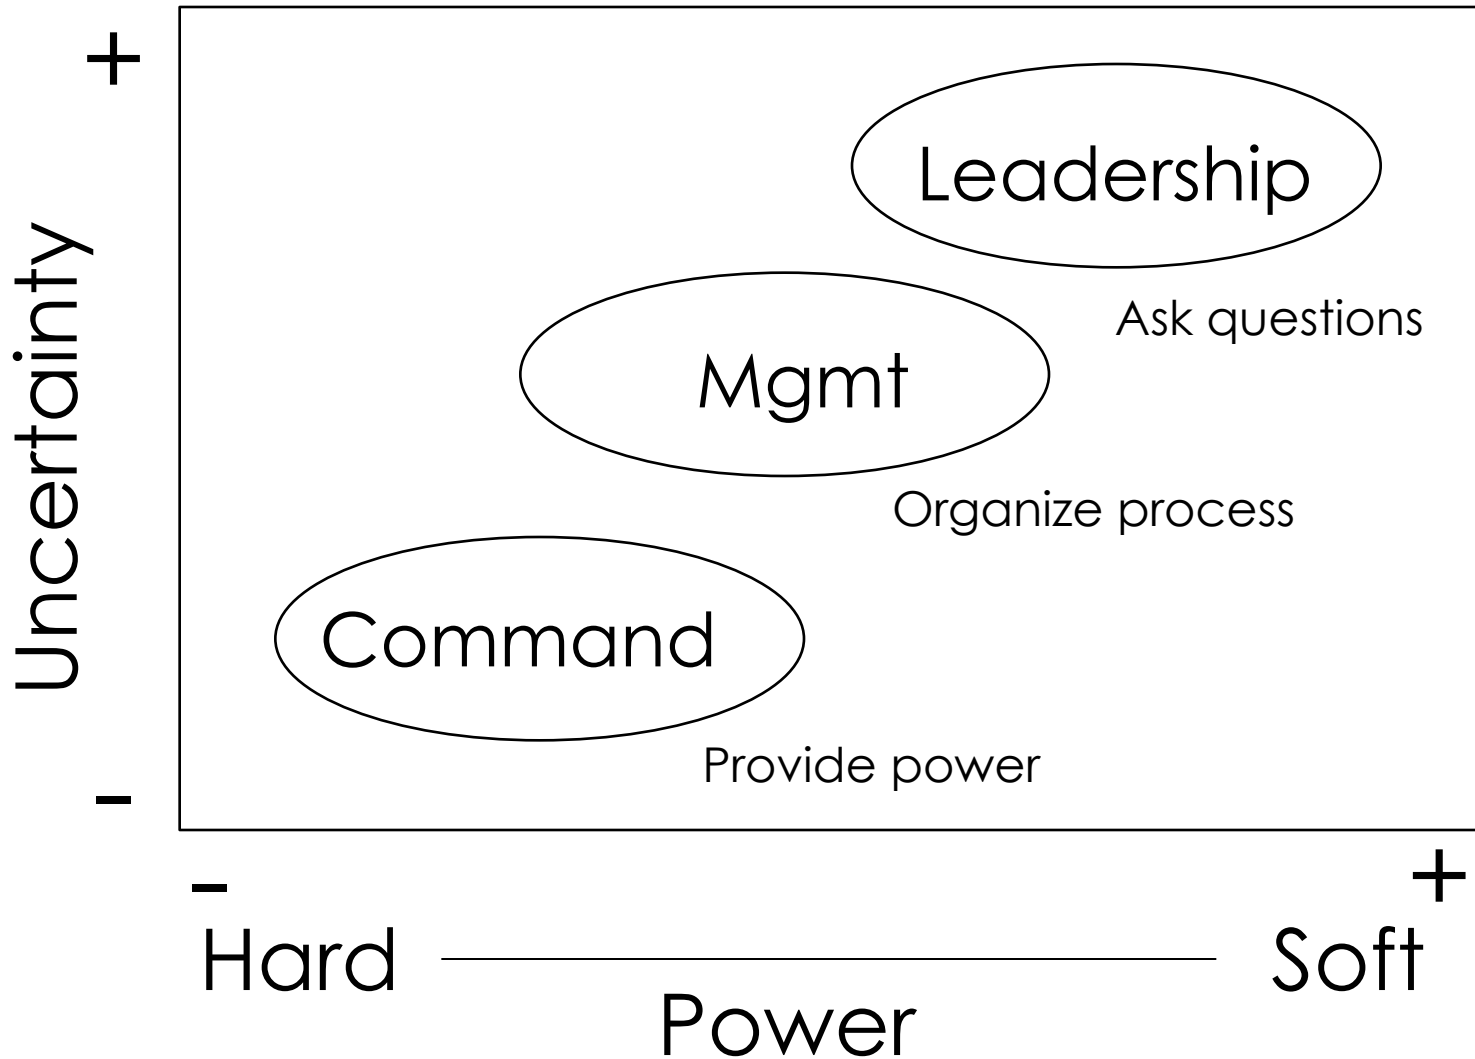 +
Uncertainty
-
Leadership
Ask questions
Mgmt
Organize process
Command
Provide power
- +
Hard Soft
Power